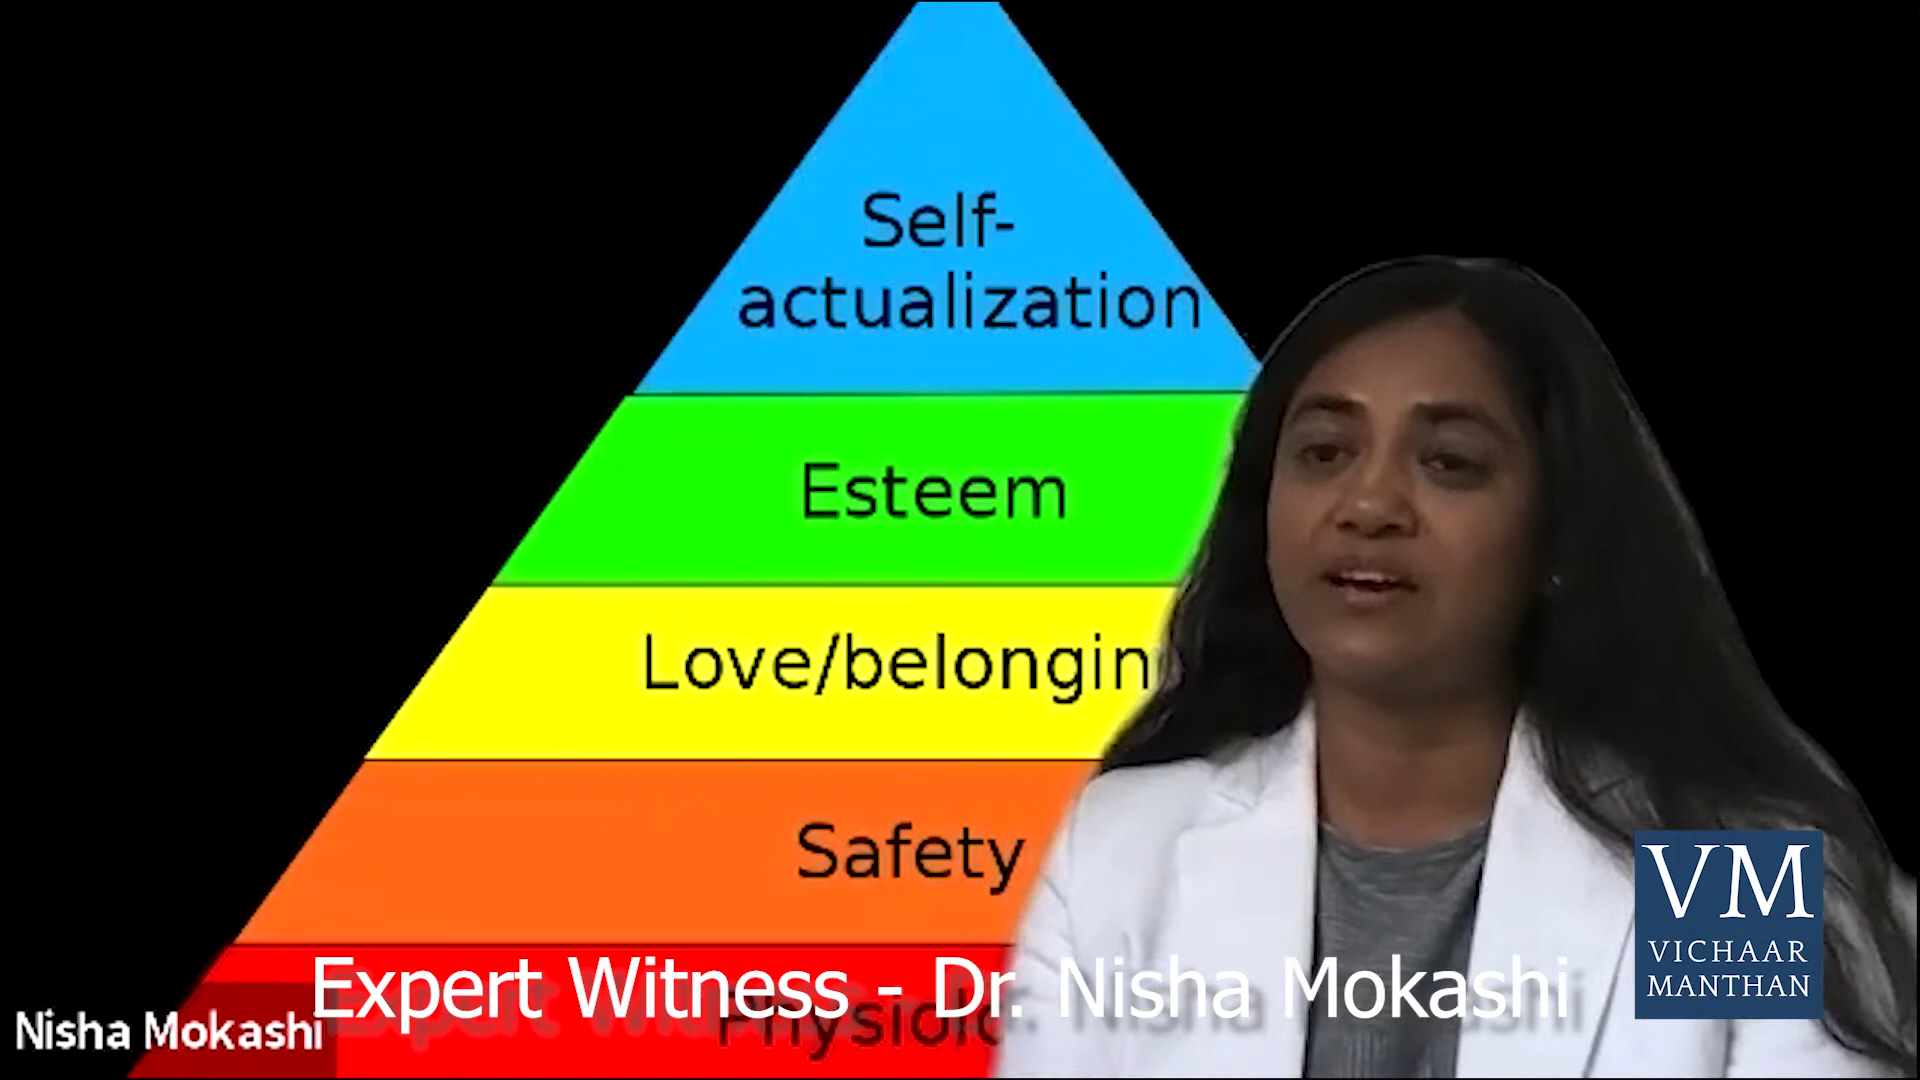 Self-
actualization
Esteem
Love/belongin
Safety
Expert Witness - Dr. Nisha Mokashi
Nisha Mokashi
VM
VICHAAR
MANTHAN